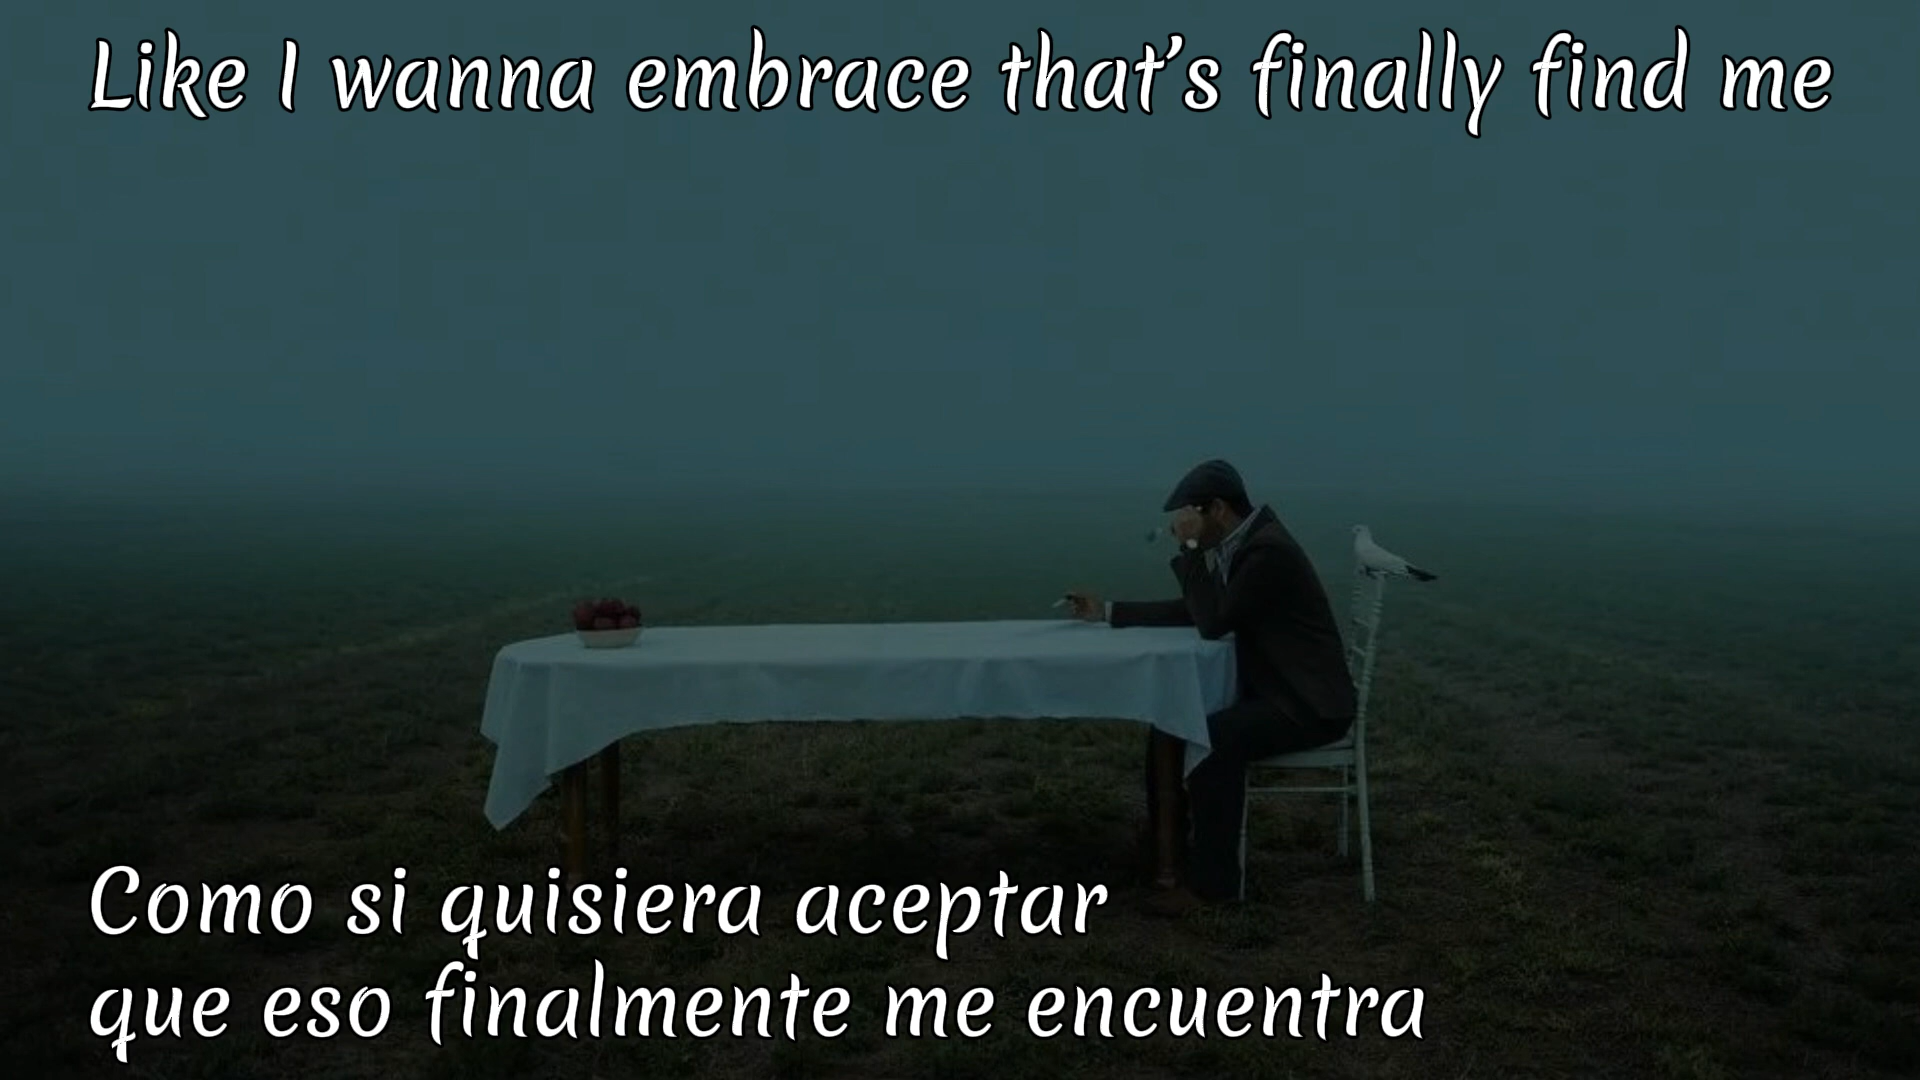 Like I wanna embrace that’s finally find me
Como si quisiera aceptar
que eso finalmente me encuentra